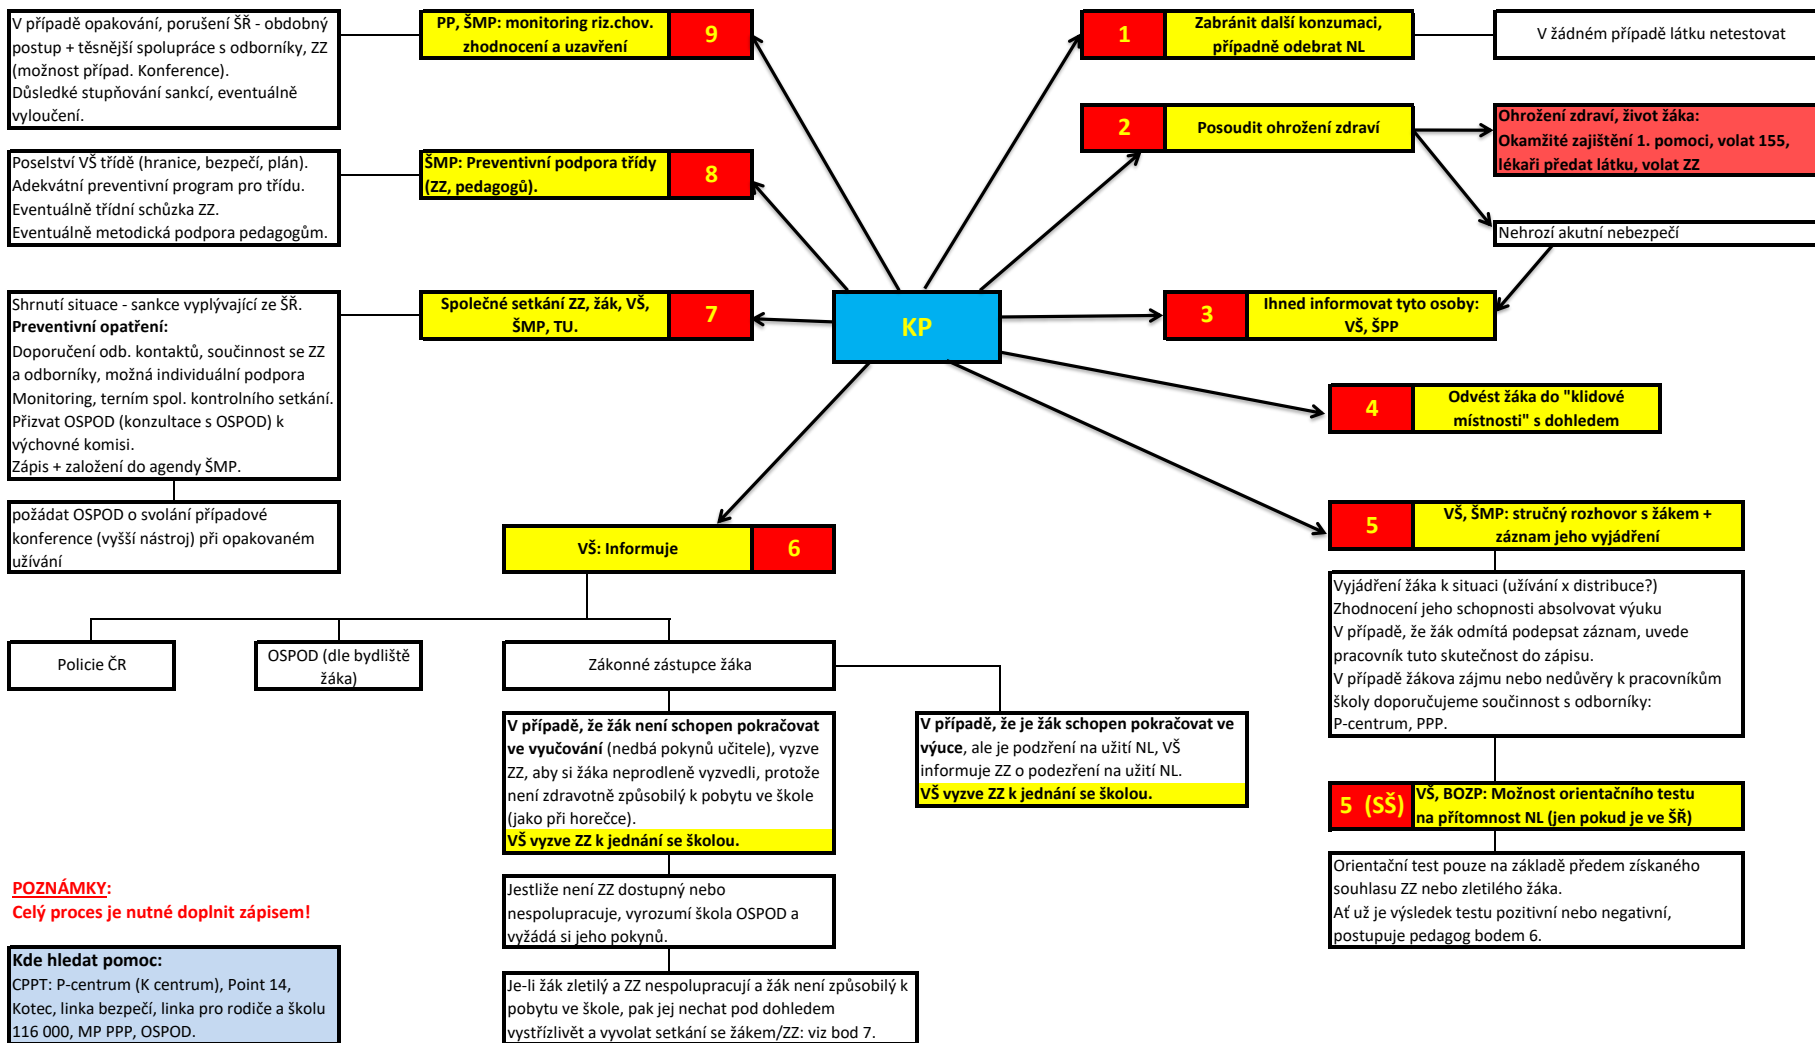 KP
1
Zabránit další konzumaci,
případně odebrat NL
V žádném případě látku netestovat
2
Posoudit ohrožení zdraví
Ohrožení zdraví, život žáka:
Okamžité zajištění 1. pomoci, volat 155,
lékaři předat látku, volat ZZ
Nehrozí akutní nebezpečí
3
Ihned informovat tyto osoby:
VŠ, ŠPP
4
Odvést žáka do "klidové
místnosti" s dohledem
5
VŠ, ŠMP: stručný rozhovor s žákem +
záznam jeho vyjádření
Vyjádření žáka k situaci (užívání x distribuce?)
Zhodnocení jeho schopnosti absolvovat výuku
V případě, že žák odmítá podepsat záznam, uvede
pracovník tuto skutečnost do zápisu.
V případě žákova zájmu nebo nedůvěry k pracovníkům
školy doporučujeme součinnost s odborníky:
P-centrum, PPP.
5 (SŠ)
VŠ, BOZP: Možnost orientačního testu
na přítomnost NL (jen pokud je ve ŠŘ)
Orientační test pouze na základě předem získaného
souhlasu ZZ nebo zletilého žáka.
Ať už je výsledek testu pozitivní nebo negativní,
postupuje pedagog bodem 6.
VŠ: Informuje
6
Policie ČR
OSPOD (dle bydliště
žáka)
Zákonné zástupce žáka
V případě, že žák není schopen pokračovat
ve vyučování (nedbá pokynů učitele), vyzve
ZZ, aby si žáka neprodleně vyzvedli, protože
není zdravotně způsobilý k pobytu ve škole
(jako při horečce).
VŠ vyzve ZZ k jednání se školou.
V případě, že je žák schopen pokračovat ve
výuce, ale je podzření na užití NL, VŠ
informuje ZZ o podezření na užití NL.
VŠ vyzve ZZ k jednání se školou.
Jestliže není ZZ dostupný nebo
nespolupracuje, vyrozumí škola OSPOD a
vyžádá si jeho pokynů.
Je-li žák zletilý a ZZ nespolupracují a žák není způsobilý k
pobytu ve škole, pak jej nechat pod dohledem
vystřízlivět a vyvolat setkání se žákem/ZZ: viz bod 7.
Společné setkání ZZ, žák, VŠ,
ŠMP, TU.
7
Shrnutí situace - sankce vyplývající ze ŠŘ.
Preventivní opatření:
Doporučení odb. kontaktů, součinnost se ZZ
a odborníky, možná individuální podpora
Monitoring, terním spol. kontrolního setkání.
Přizvat OSPOD (konzultace s OSPOD) k
výchovné komisi.
Zápis + založení do agendy ŠMP.
požádat OSPOD o svolání případové
konference (vyšší nástroj) při opakovaném
užívání
ŠMP: Preventivní podpora třídy
(ZZ, pedagogů).
8
Poselství VŠ třídě (hranice, bezpečí, plán).
Adekvátní preventivní program pro třídu.
Eventuálně třídní schůzka ZZ.
Eventuálně metodická podpora pedagogům.
PP, ŠMP: monitoring riz.chov.
zhodnocení a uzavření
9
V případě opakování, porušení ŠŘ - obdobný
postup + těsnější spolupráce s odborníky, ZZ
(možnost případ. Konference).
Důsledké stupňování sankcí, eventuálně
vyloučení.
POZNÁMKY:
Celý proces je nutné doplnit zápisem!
Kde hledat pomoc:
CPPT: P-centrum (K centrum), Point 14,
Kotec, linka bezpečí, linka pro rodiče a školu
116 000, MP PPP, OSPOD.